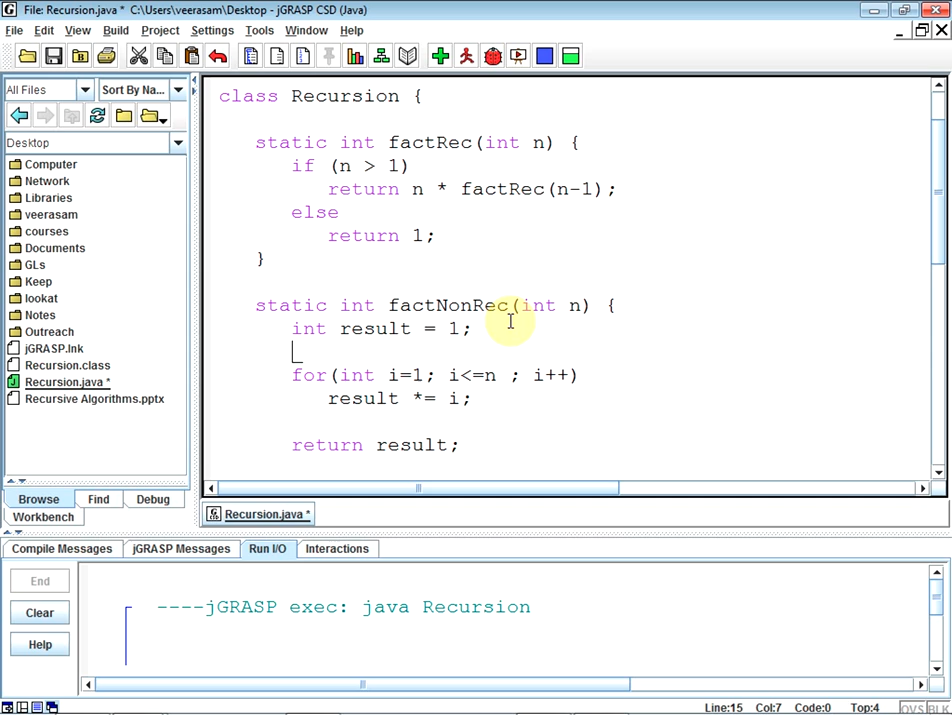 File: Recursion.java * C:\Users\veerasam\Desktop - jGRASP CSD (Java)
File Edit View Build Project Settings Tools Window Help
All Files Sort By Na...
Desktop
Computer
Network
Libraries
veerasam
courses
Documents
GLs
Keep
lookat
Notes
Outreach
jGRASP.lnk
Recursion.class
Recursion.java *
Recursive Algorithms.pptx
Browse Find Debug
Workbench
class Recursion {
static int factRec(int n) {
if (n > 1)
return n * factRec(n-1);
else
return 1;
}
static int factNonRec(int n) {
int result = 1;
for(int i=1; i<=n ; i++)
result *= i;
return result;
Recursion.java *
Compile Messages jGRASP Messages Run I/O Interactions
End
Clear
Help
----jGRASP exec: java Recursion
Line:15 Col:7 Code:0 Top:4 OVS BLK